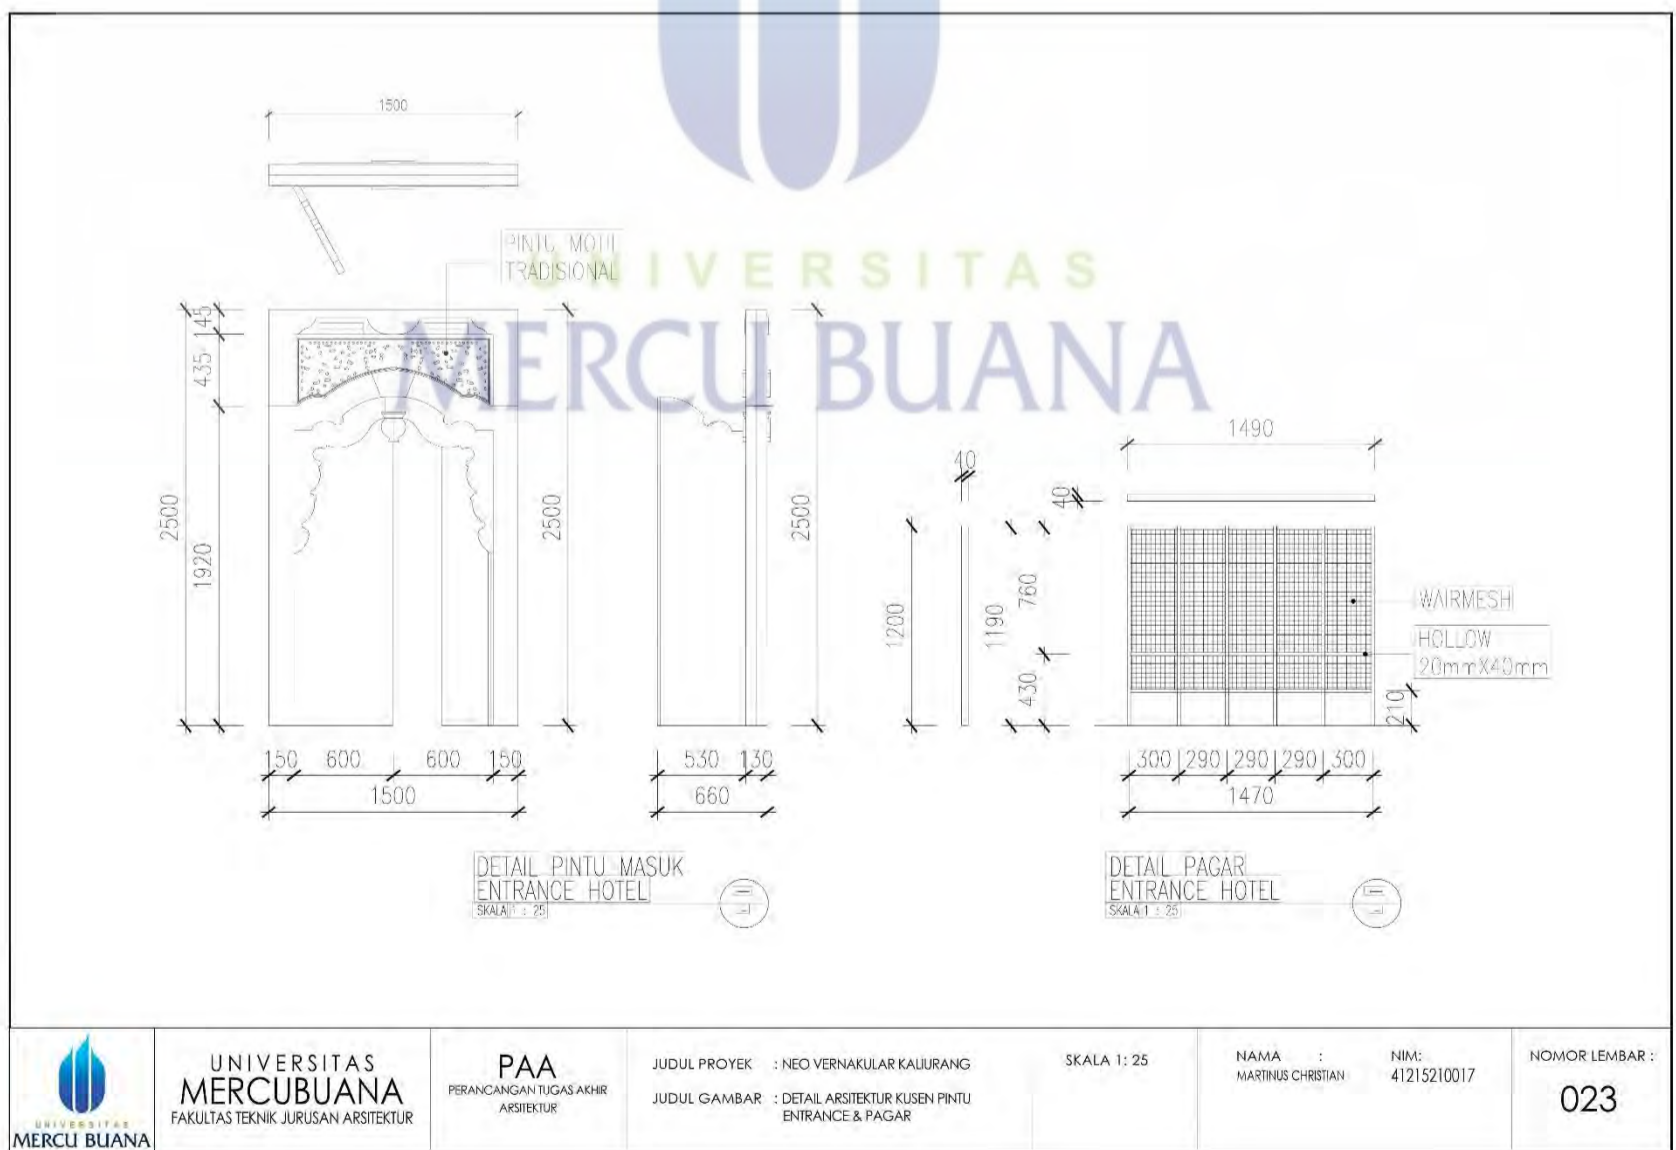 UNIVERSITAS
MERCU BUANA
1500
PINTU MOTIF
TRADISIONAL
145
435
1920
2500
2500
2500
150 600 600 150
1500
530 130
660
40
40
1490
1200
1190
760
430
210
WAIRMESH
HOLLOW
20mmX40mm
300 290 290 290 300
1470
DETAIL PINTU MASUK
ENTRANCE HOTEL
SKALA 1 : 25
DETAIL PAGAR
ENTRANCE HOTEL
SKALA 1 : 25
UNIVERSITAS
MERCU BUANA
UNIVERSITAS
MERCUBUANA
FAKULTAS TEKNIK JURUSAN ARSITEKTUR
PAA
PERANCANGAN TUGAS AKHIR
ARSITEKTUR
JUDUL PROYEK : NEO VERNAKULAR KALIURANG
JUDUL GAMBAR : DETAIL ARSITEKTUR KUSEN PINTU
ENTRANCE & PAGAR
SKALA 1: 25
NAMA :
MARTINUS CHRISTIAN
NIM:
41215210017
NOMOR LEMBAR :
023